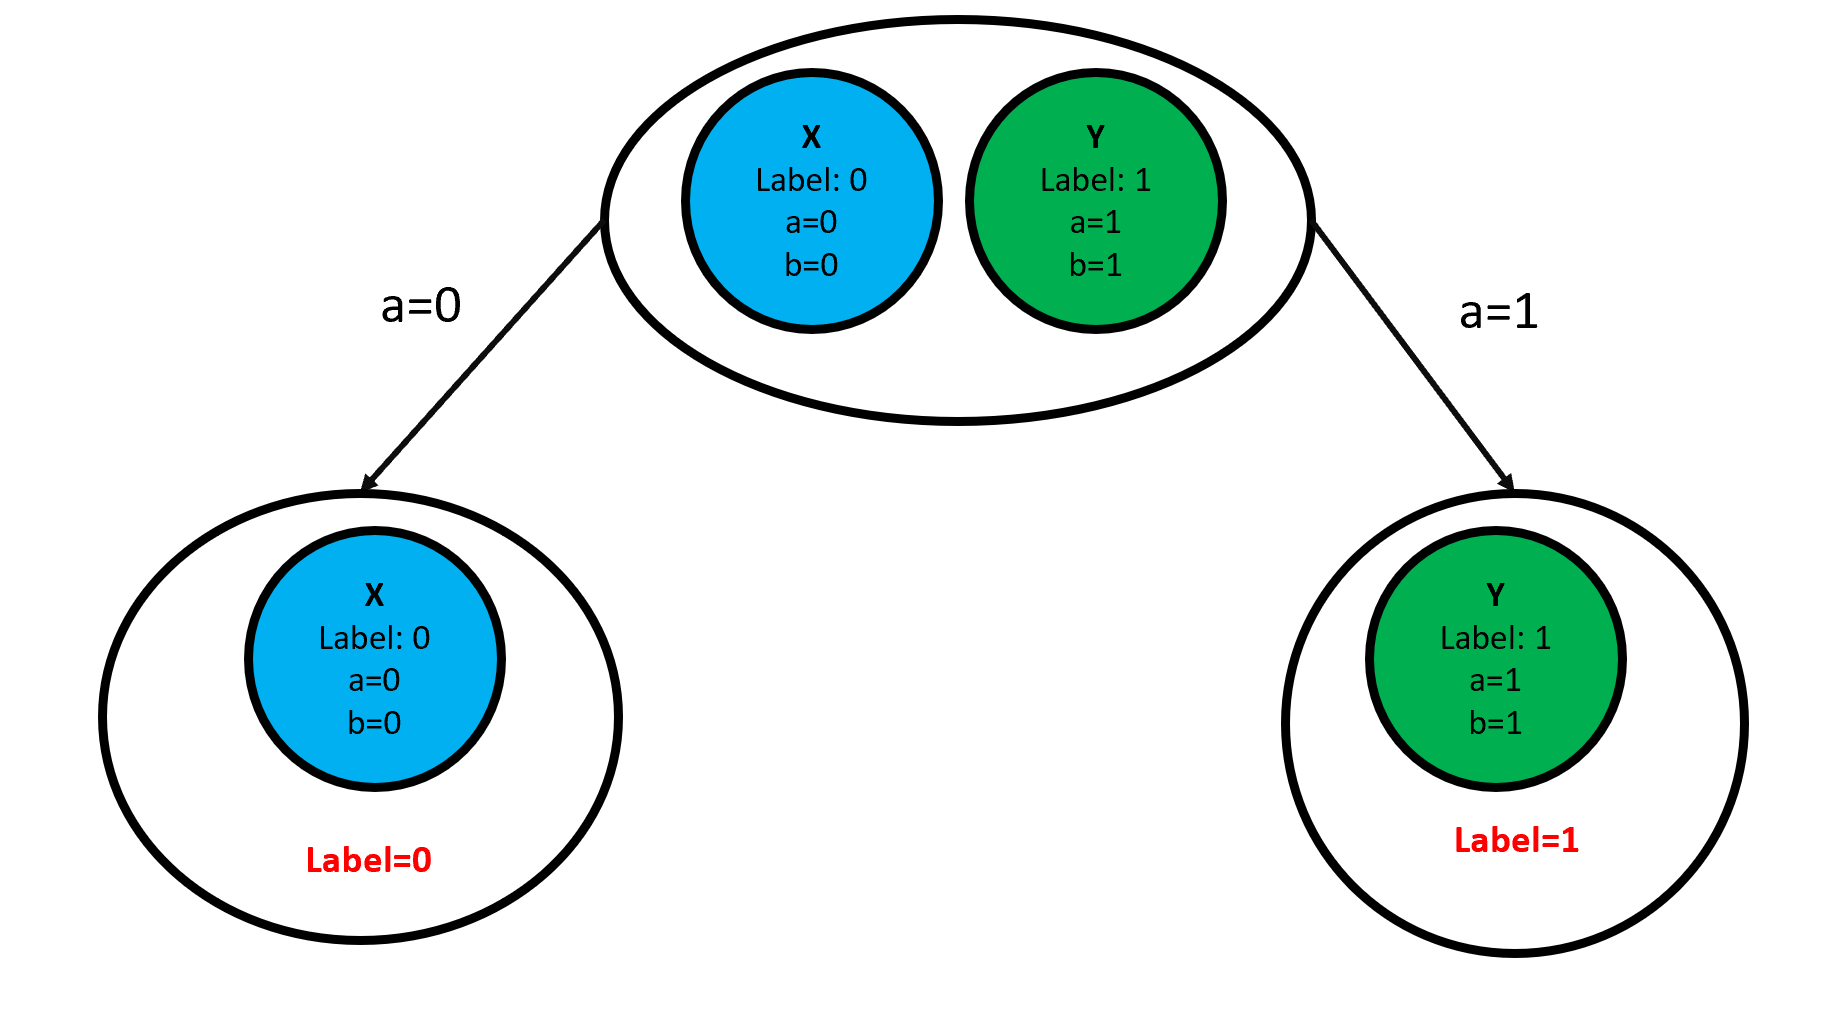 X
Label: 0
a=0
b=0
Y
Label: 1
a=1
b=1
a=0
a=1
X
Label: 0
a=0
b=0
Label=0
Y
Label: 1
a=1
b=1
Label=1